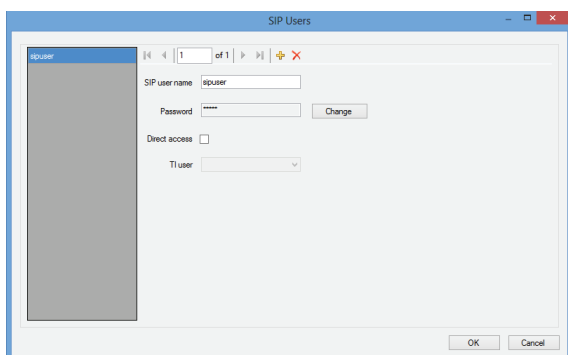 SIP Users
sipuser
1 of 1
SIP user name sipuser
Password ***** Change
Direct access
TI user
OK Cancel